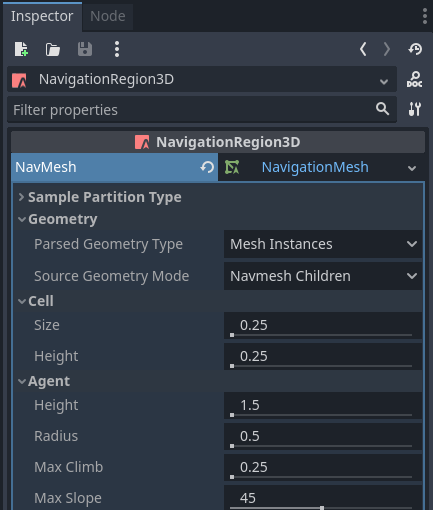 Inspector Node
NavigationRegion3D DOC
Filter properties
NavigationRegion3D
NavMesh NavigationMesh
Sample Partition Type
Geometry
Parsed Geometry Type Mesh Instances
Source Geometry Mode Navmesh Children
Cell
Size 0.25
Height 0.25
Agent
Height 1.5
Radius 0.5
Max Climb 0.25
Max Slope 45